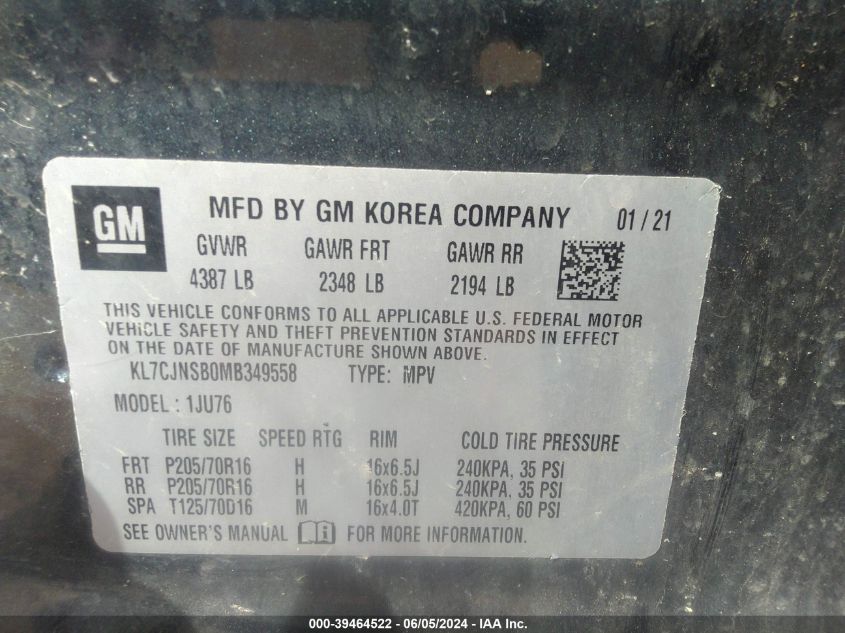 GM MFD BY GM KOREA COMPANY 01/21
GVWR GAWR FRT GAWR RR
4387 LB 2348 LB 2194 LB
THIS VEHICLE CONFORMS TO ALL APPLICABLE U.S. FEDERAL MOTOR
VEHICLE SAFETY AND THEFT PREVENTION STANDARDS IN EFFECT
ON THE DATE OF MANUFACTURE SHOWN ABOVE.
KL7CJNSB0MB349558 TYPE: MPV
MODEL: 1JU76
TIRE SIZE SPEED RTG RIM COLD TIRE PRESSURE
FRT P205/70R16 H 16x6.5J 240KPA, 35 PSI
RR P205/70R16 H 16x6.5J 240KPA, 35 PSI
SPA T125/70D16 M 16x4.0T 420KPA, 60 PSI
SEE OWNER'S MANUAL FOR MORE INFORMATION.
000-39464522 - 06/05/2024 - IAA Inc.